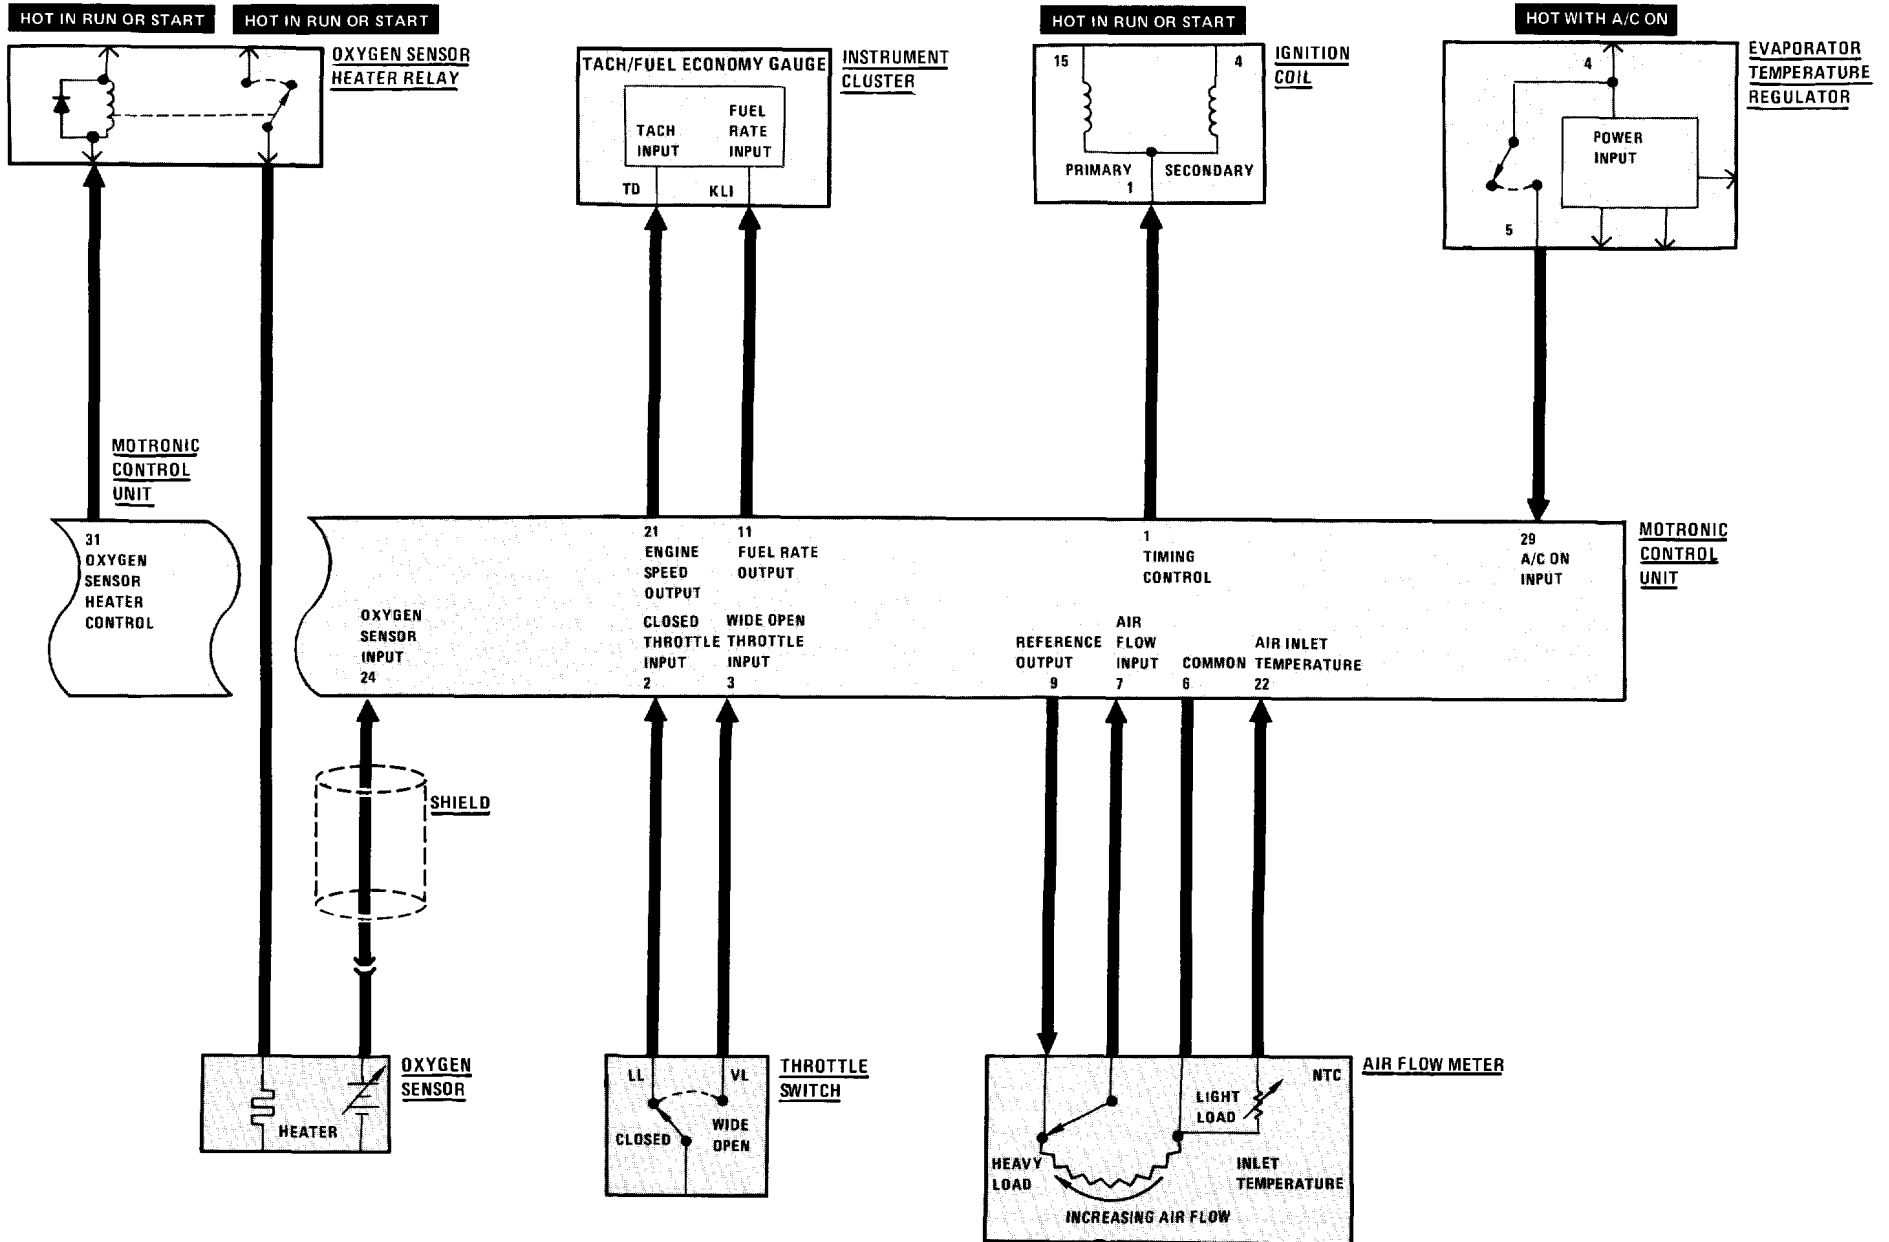 HOT IN RUN OR START
HOT IN RUN OR START
OXYGEN SENSOR
HEATER RELAY
TACH/FUEL ECONOMY GAUGE
TACH
INPUT
FUEL
RATE
INPUT
TD
KLI
INSTRUMENT
CLUSTER
HOT IN RUN OR START
15
4
PRIMARY
SECONDARY
1
IGNITION
COIL
HOT WITH A/C ON
4
POWER
INPUT
5
EVAPORATOR
TEMPERATURE
REGULATOR
MOTRONIC
CONTROL
UNIT
31
OXYGEN
SENSOR
HEATER
CONTROL
21
ENGINE
SPEED
OUTPUT
11
FUEL RATE
OUTPUT
1
TIMING
CONTROL
29
A/C ON
INPUT
MOTRONIC
CONTROL
UNIT
OXYGEN
SENSOR
INPUT
24
CLOSED
THROTTLE
INPUT
2
WIDE OPEN
THROTTLE
INPUT
3
REFERENCE
OUTPUT
9
AIR
FLOW
INPUT
7
COMMON
6
AIR INLET
TEMPERATURE
22
SHIELD
HEATER
OXYGEN
SENSOR
LL
VL
CLOSED
WIDE
OPEN
THROTTLE
SWITCH
NTC
LIGHT
LOAD
HEAVY
LOAD
INLET
TEMPERATURE
INCREASING AIR FLOW
AIR FLOW METER